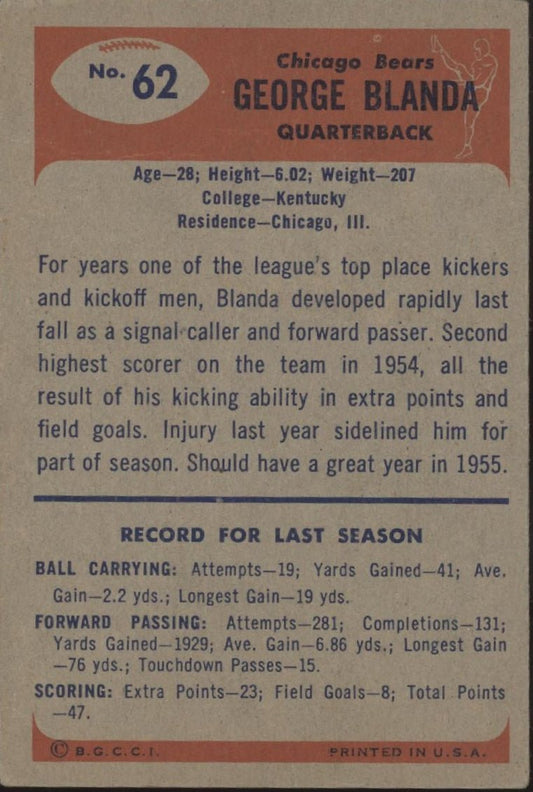 No. 62
Chicago Bears
GEORGE BLANDA
QUARTERBACK
Age—28; Height—6.02; Weight—207
College—Kentucky
Residence—Chicago, Ill.
For years one of the league's top place kickers
and kickoff men, Blanda developed rapidly last
fall as a signal caller and forward passer. Second
highest scorer on the team in 1954, all the
result of his kicking ability in extra points and
field goals. Injury last year sidelined him for
part of season. Should have a great year in 1955.
RECORD FOR LAST SEASON
BALL CARRYING: Attempts—19; Yards Gained—41; Ave.
Gain—2.2 yds.; Longest Gain—19 yds.
FORWARD PASSING: Attempts—281; Completions—131;
Yards Gained—1929; Ave. Gain—6.86 yds.; Longest Gain
—76 yds.; Touchdown Passes—15.
SCORING: Extra Points—23; Field Goals—8; Total Points
—47.
© B.G.C.C.I. PRINTED IN U.S.A.